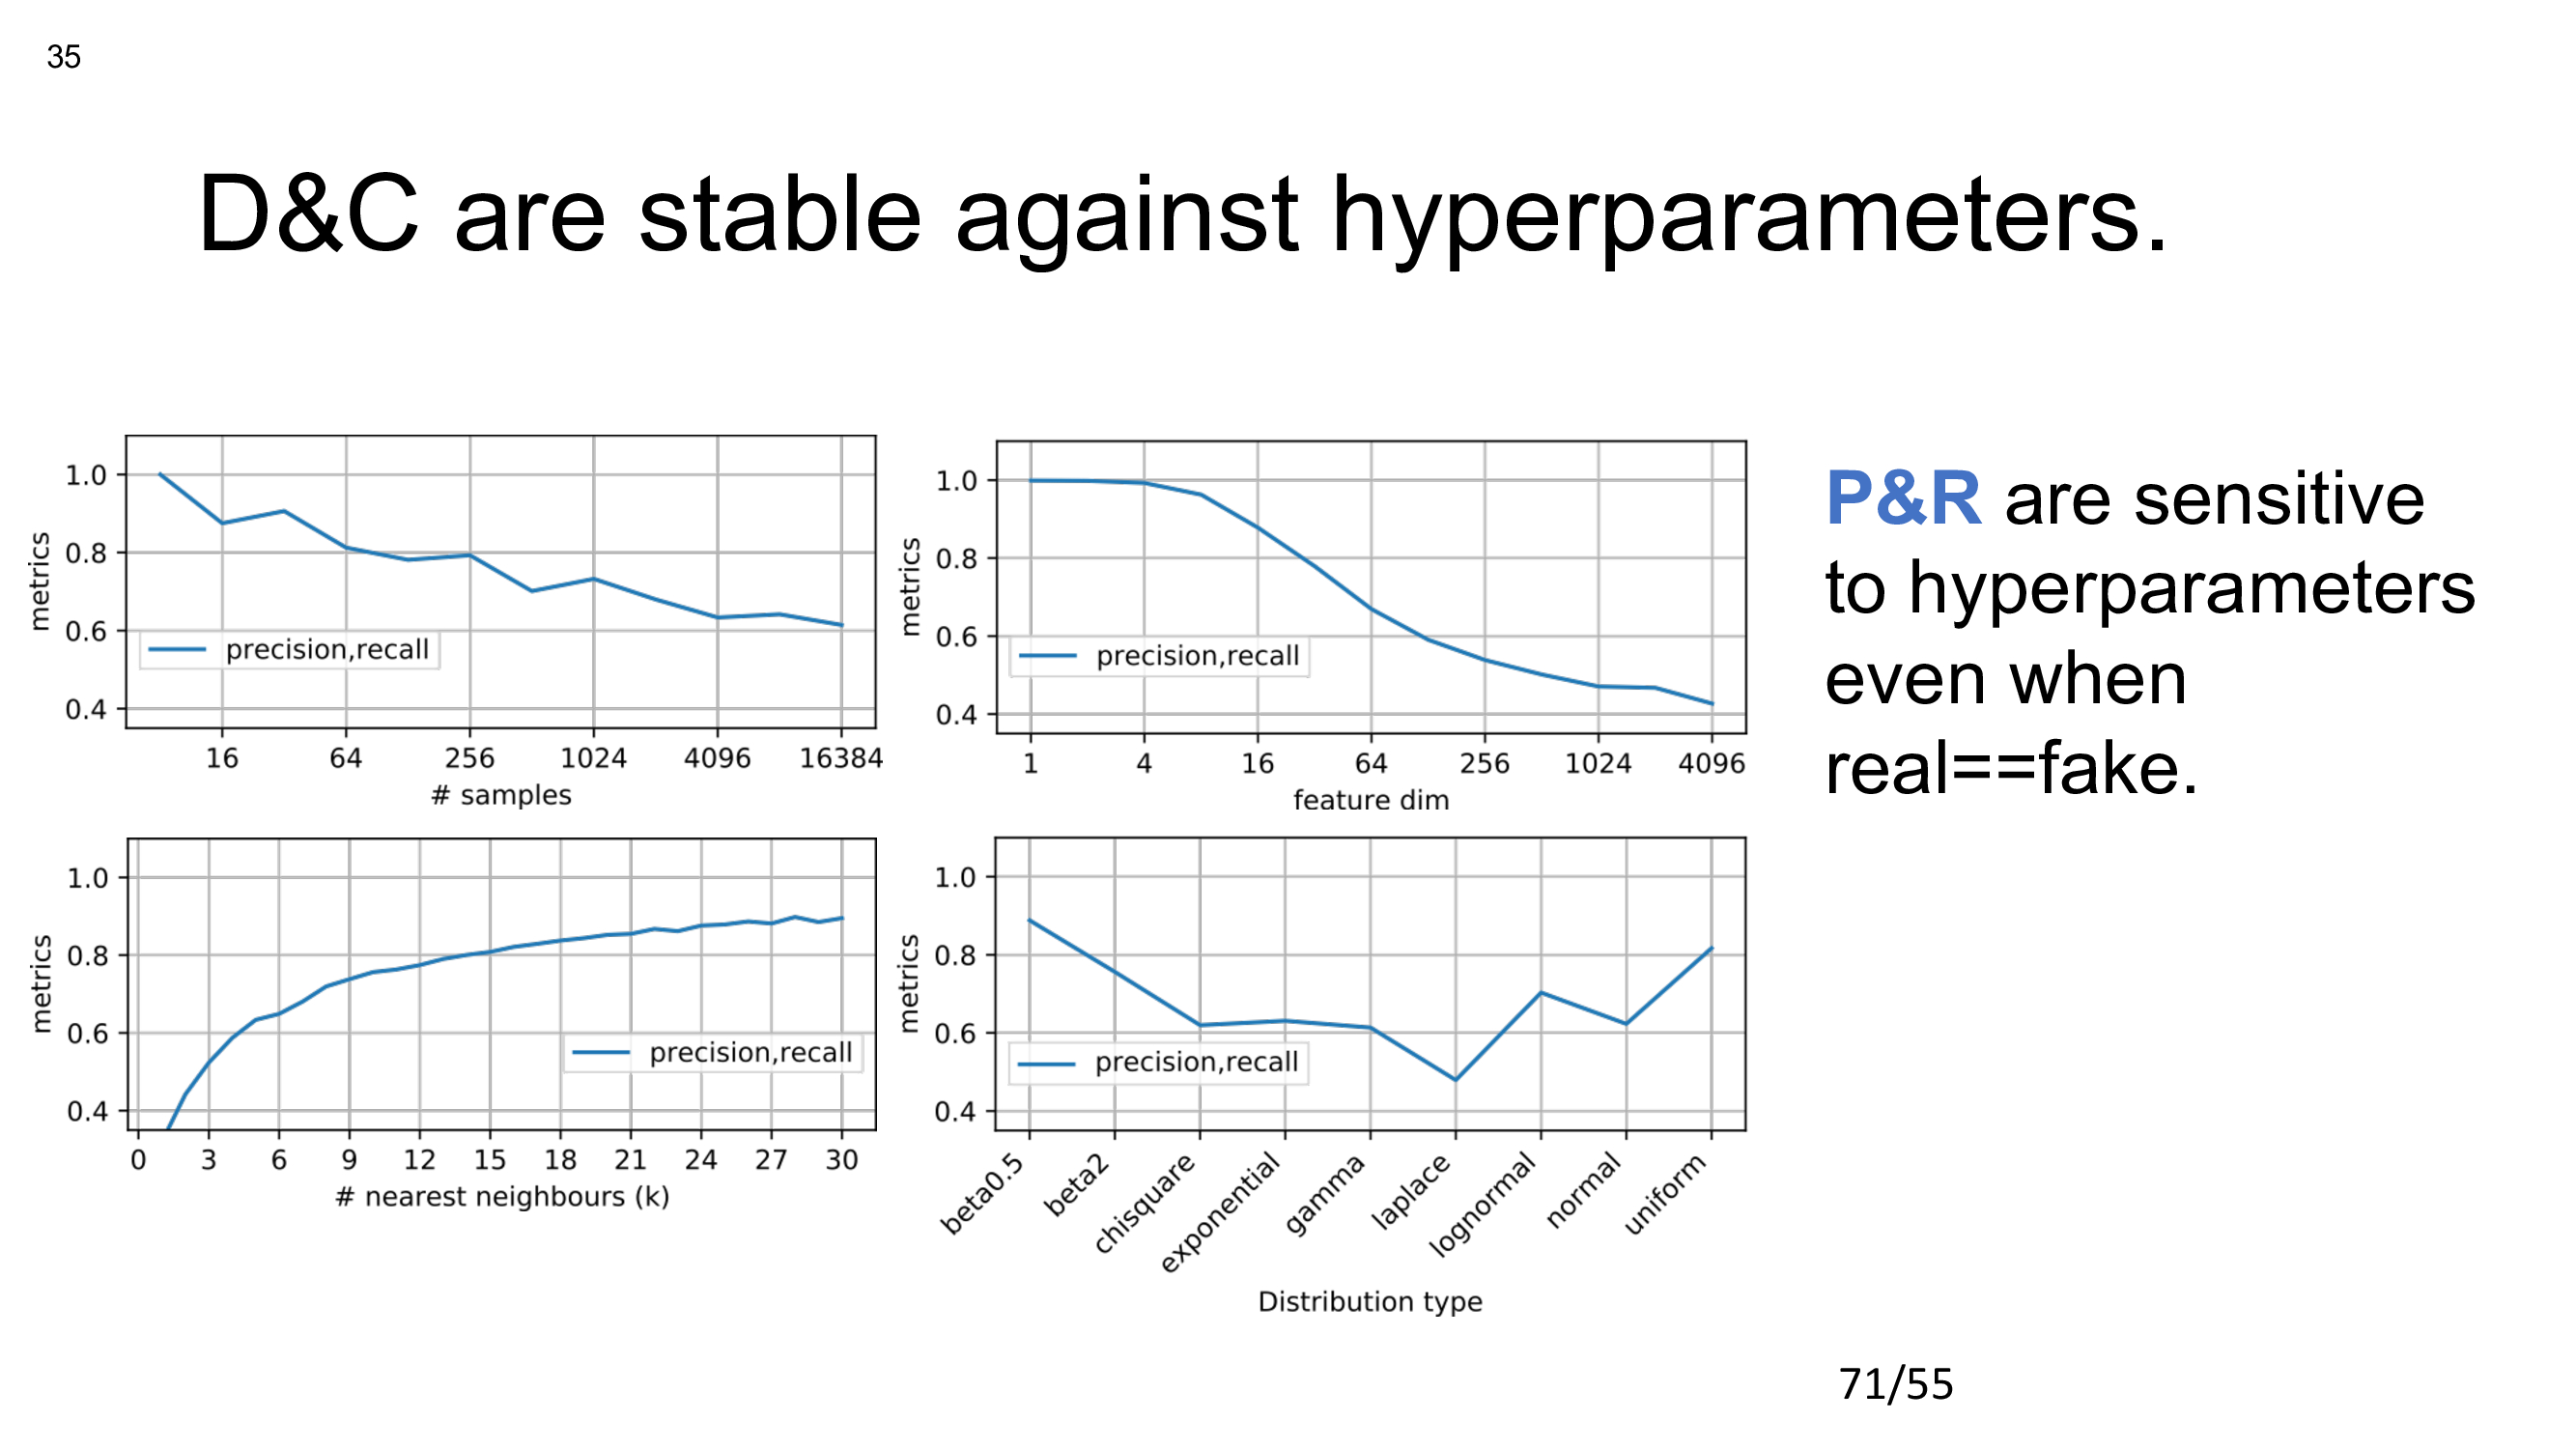 35
D&C are stable against hyperparameters.
1.0
0.8
0.6
0.4
metrics
precision,recall
16 64 256 1024 4096 16384
# samples
1.0
0.8
0.6
0.4
metrics
precision,recall
1 4 16 64 256 1024 4096
feature dim
P&R are sensitive
to hyperparameters
even when
real==fake.
1.0
0.8
0.6
0.4
metrics
precision,recall
0 3 6 9 12 15 18 21 24 27 30
# nearest neighbours (k)
1.0
0.8
0.6
0.4
metrics
precision,recall
beta0.5 beta2 chisquare exponential gamma laplace lognormal normal uniform
Distribution type
71/55